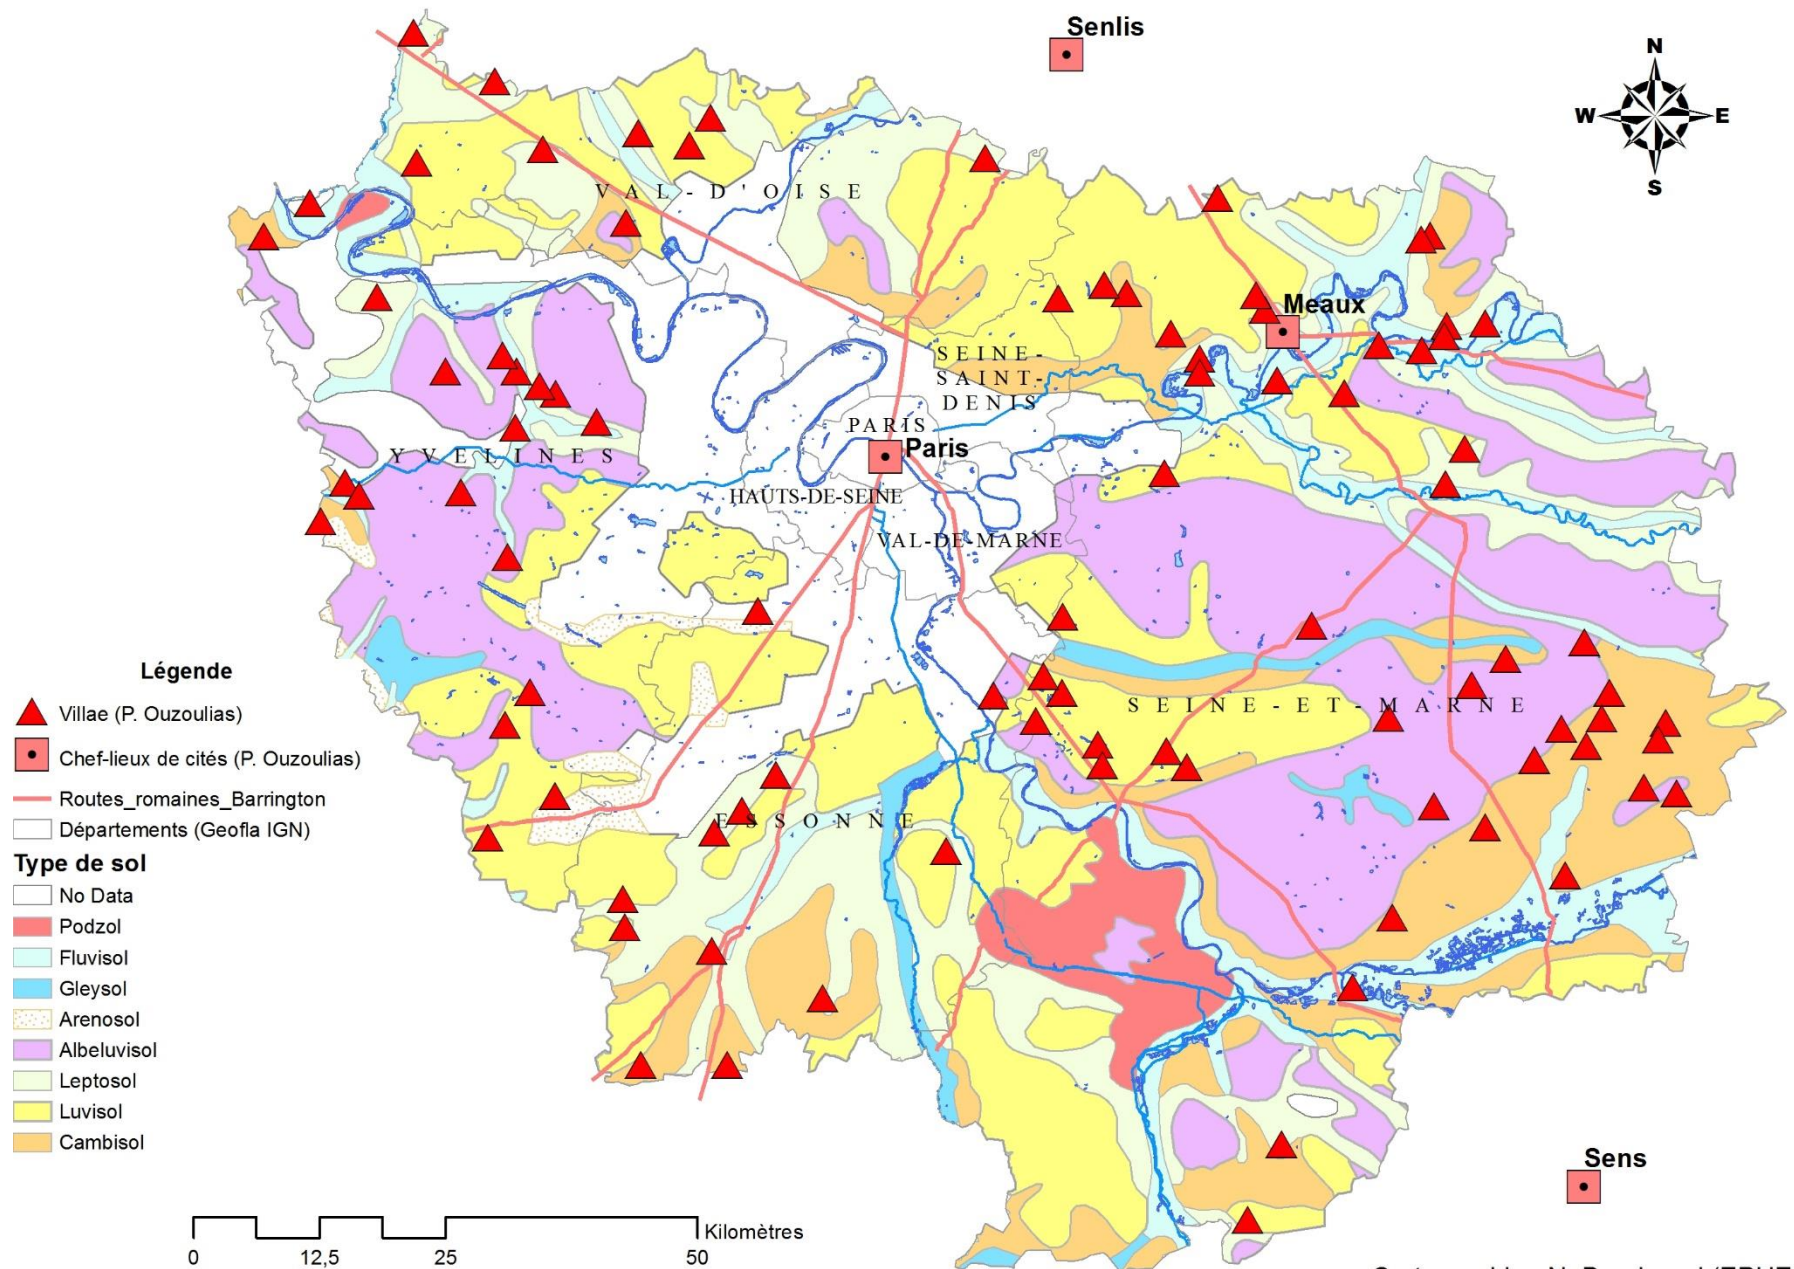 Senlis
N
W E
S
VAL-D'OISE
Meaux
SEINE-
SAINT-
DENIS
PARIS
Paris
YVELINES
HAUTS-DE-SEINE
VAL-DE-MARNE
SEINE-ET-MARNE
ESSONNE
Sens
Légende
Villae (P. Ouzoulias)
Chef-lieux de cités (P. Ouzoulias)
Routes_romaines_Barrington
Départements (Geofla IGN)
Type de sol
No Data
Podzol
Fluvisol
Gleysol
Arenosol
Albeluvisol
Leptosol
Luvisol
Cambisol
Kilomètres
0 12,5 25 50